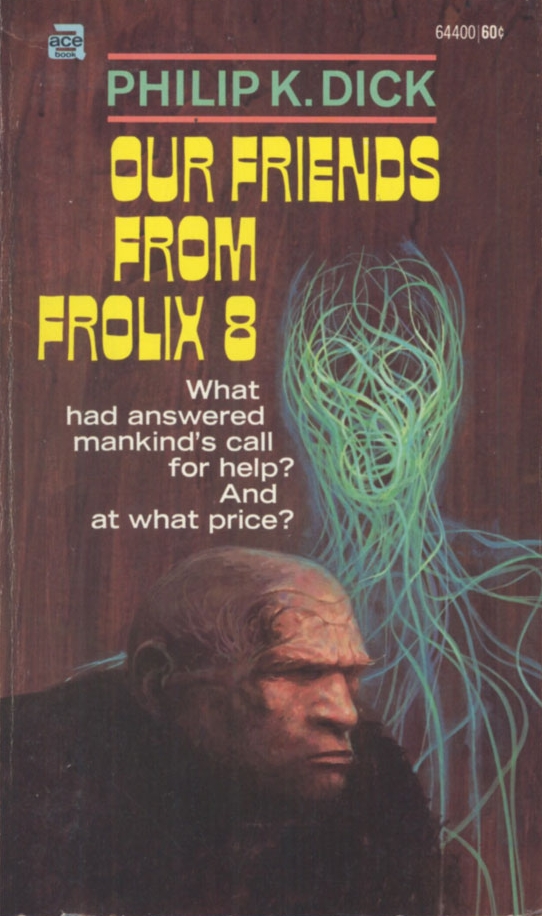 ace
book
64400|60¢
PHILIP K. DICK
OUR FRIENDS
FROM
FROLIX 8
What
had answered
mankind's call
for help?
And
at what price?